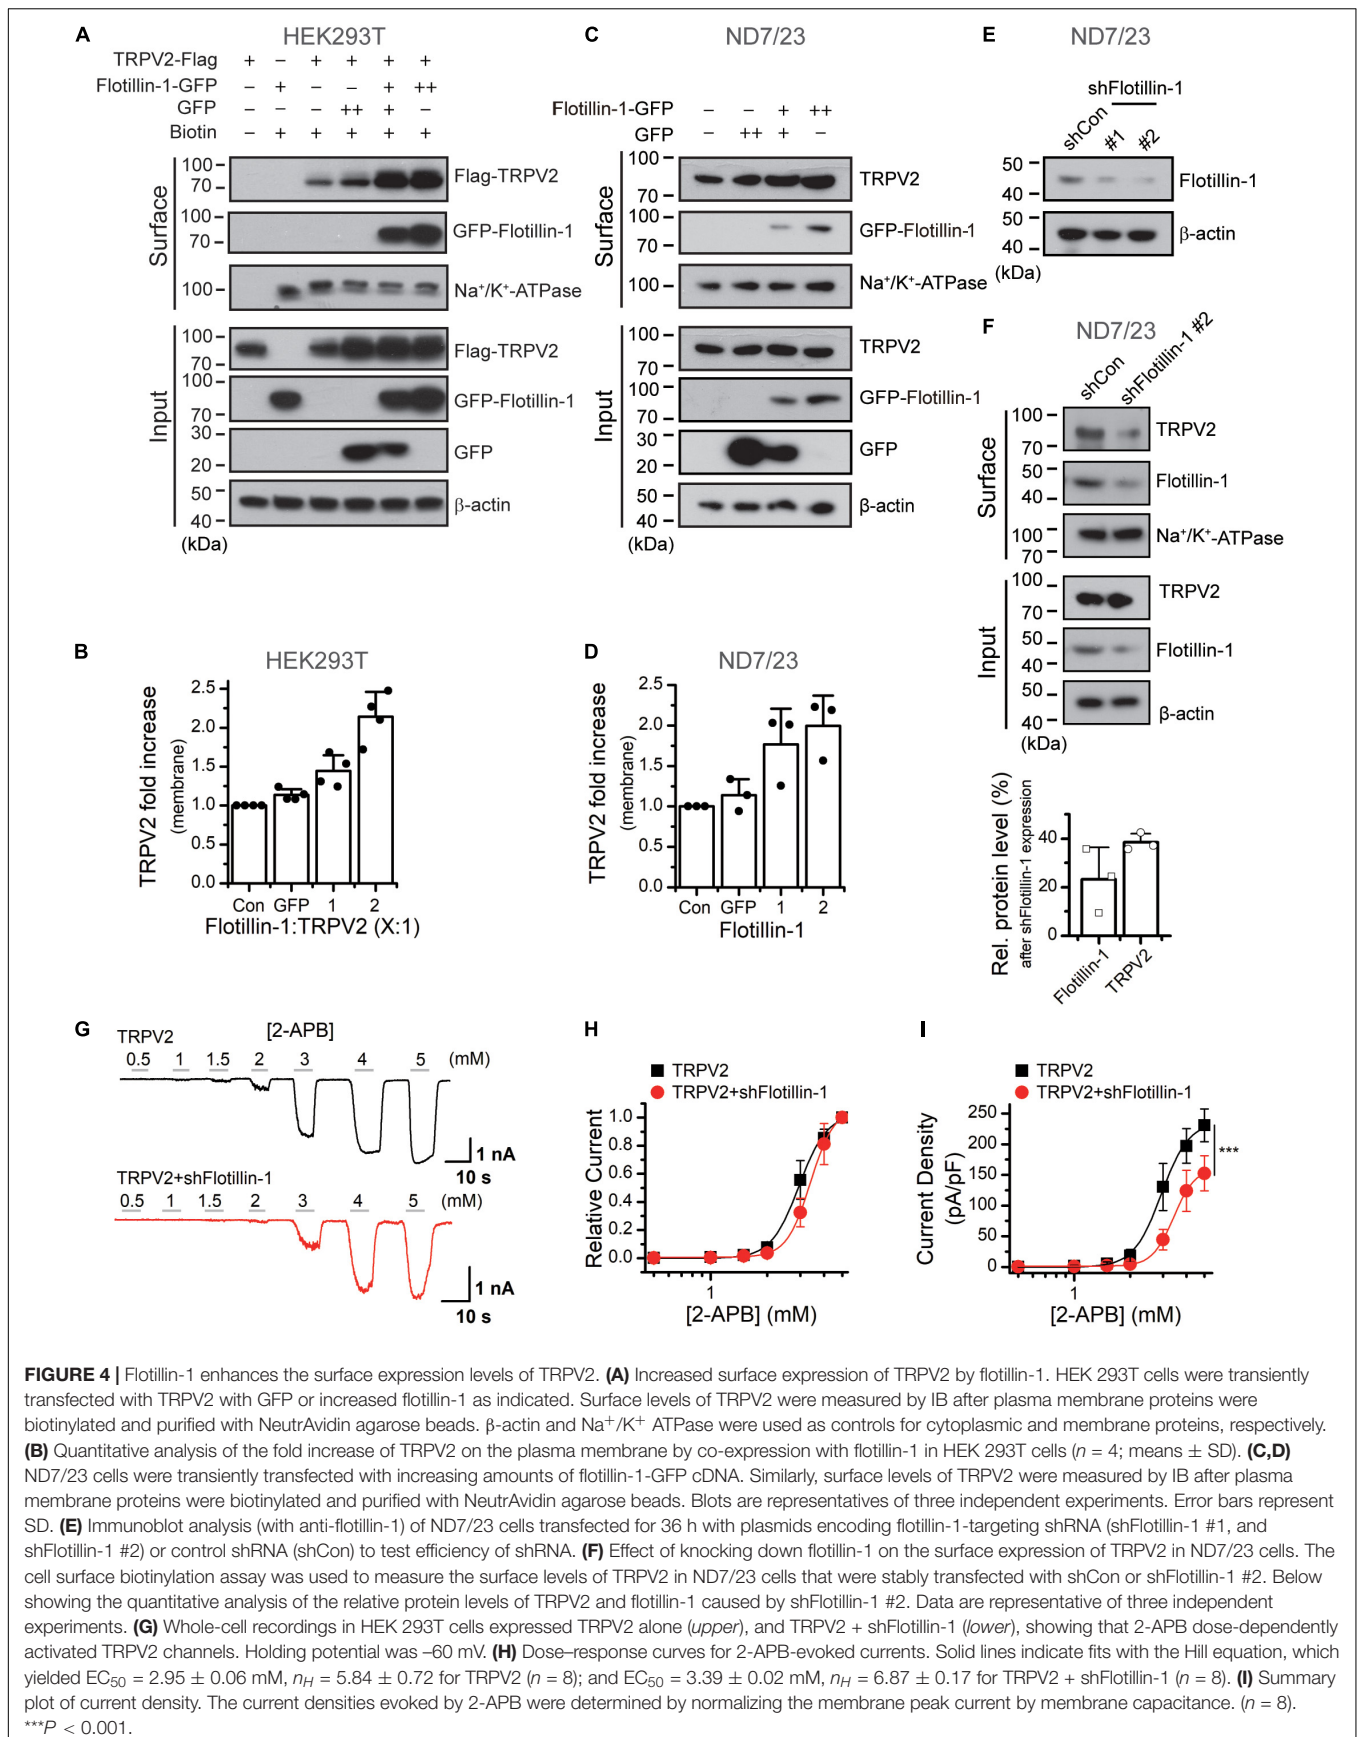 A
HEK293T
TRPV2-Flag + − + + + +
Flotillin-1-GFP − + − − + ++
GFP − − − ++ + −
Biotin − + + + + +
Surface
100
70
Flag-TRPV2
100
70
GFP-Flotillin-1
100
Na⁺/K⁺-ATPase
Input
100
70
Flag-TRPV2
100
70
GFP-Flotillin-1
30
20
GFP
50
40
β-actin
(kDa)
C
ND7/23
Flotillin-1-GFP − − + ++
GFP − ++ + −
Surface
100
70
TRPV2
100
70
GFP-Flotillin-1
100
Na⁺/K⁺-ATPase
Input
100
70
TRPV2
100
70
GFP-Flotillin-1
30
20
GFP
50
40
β-actin
(kDa)
E
ND7/23
shFlotillin-1
shCon #1 #2
50
40
Flotillin-1
50
40
β-actin
(kDa)
F
ND7/23
shCon shFlotillin-1 #2
Surface
100
70
TRPV2
50
40
Flotillin-1
100
70
Na⁺/K⁺-ATPase
Input
100
70
TRPV2
50
40
Flotillin-1
50
40
β-actin
(kDa)
Rel. protein level (%)
after shFlotillin-1 expression
40
20
0
Flotillin-1 TRPV2
B
HEK293T
TRPV2 fold increase
(membrane)
2.5
2.0
1.5
1.0
0.5
0.0
Con GFP 1 2
Flotillin-1:TRPV2 (X:1)
D
ND7/23
TRPV2 fold increase
(membrane)
2.5
2.0
1.5
1.0
0.5
0.0
Con GFP 1 2
Flotillin-1
G
TRPV2
[2-APB]
0.5 1 1.5 2 3 4 5 (mM)
1 nA
10 s
TRPV2+shFlotillin-1
0.5 1 1.5 2 3 4 5 (mM)
1 nA
10 s
H
TRPV2
TRPV2+shFlotillin-1
Relative Current
1.0
0.8
0.6
0.4
0.2
0.0
1
[2-APB] (mM)
I
TRPV2
TRPV2+shFlotillin-1
Current Density
(pA/pF)
250
200
150
100
50
0
***
1
[2-APB] (mM)
FIGURE 4 | Flotillin-1 enhances the surface expression levels of TRPV2. (A) Increased surface expression of TRPV2 by flotillin-1. HEK 293T cells were transiently
transfected with TRPV2 with GFP or increased flotillin-1 as indicated. Surface levels of TRPV2 were measured by IB after plasma membrane proteins were
biotinylated and purified with NeutrAvidin agarose beads. β-actin and Na⁺/K⁺ ATPase were used as controls for cytoplasmic and membrane proteins, respectively.
(B) Quantitative analysis of the fold increase of TRPV2 on the plasma membrane by co-expression with flotillin-1 in HEK 293T cells (n = 4; means ± SD). (C,D)
ND7/23 cells were transiently transfected with increasing amounts of flotillin-1-GFP cDNA. Similarly, surface levels of TRPV2 were measured by IB after plasma
membrane proteins were biotinylated and purified with NeutrAvidin agarose beads. Blots are representatives of three independent experiments. Error bars represent
SD. (E) Immunoblot analysis (with anti-flotillin-1) of ND7/23 cells transfected for 36 h with plasmids encoding flotillin-1-targeting shRNA (shFlotillin-1 #1, and
shFlotillin-1 #2) or control shRNA (shCon) to test efficiency of shRNA. (F) Effect of knocking down flotillin-1 on the surface expression of TRPV2 in ND7/23 cells. The
cell surface biotinylation assay was used to measure the surface levels of TRPV2 in ND7/23 cells that were stably transfected with shCon or shFlotillin-1 #2. Below
showing the quantitative analysis of the relative protein levels of TRPV2 and flotillin-1 caused by shFlotillin-1 #2. Data are representative of three independent
experiments. (G) Whole-cell recordings in HEK 293T cells expressed TRPV2 alone (upper), and TRPV2 + shFlotillin-1 (lower), showing that 2-APB dose-dependently
activated TRPV2 channels. Holding potential was –60 mV. (H) Dose–response curves for 2-APB-evoked currents. Solid lines indicate fits with the Hill equation, which
yielded EC₅₀ = 2.95 ± 0.06 mM, nH = 5.84 ± 0.72 for TRPV2 (n = 8); and EC₅₀ = 3.39 ± 0.02 mM, nH = 6.87 ± 0.17 for TRPV2 + shFlotillin-1 (n = 8). (I) Summary
plot of current density. The current densities evoked by 2-APB were determined by normalizing the membrane peak current by membrane capacitance. (n = 8).
***P < 0.001.